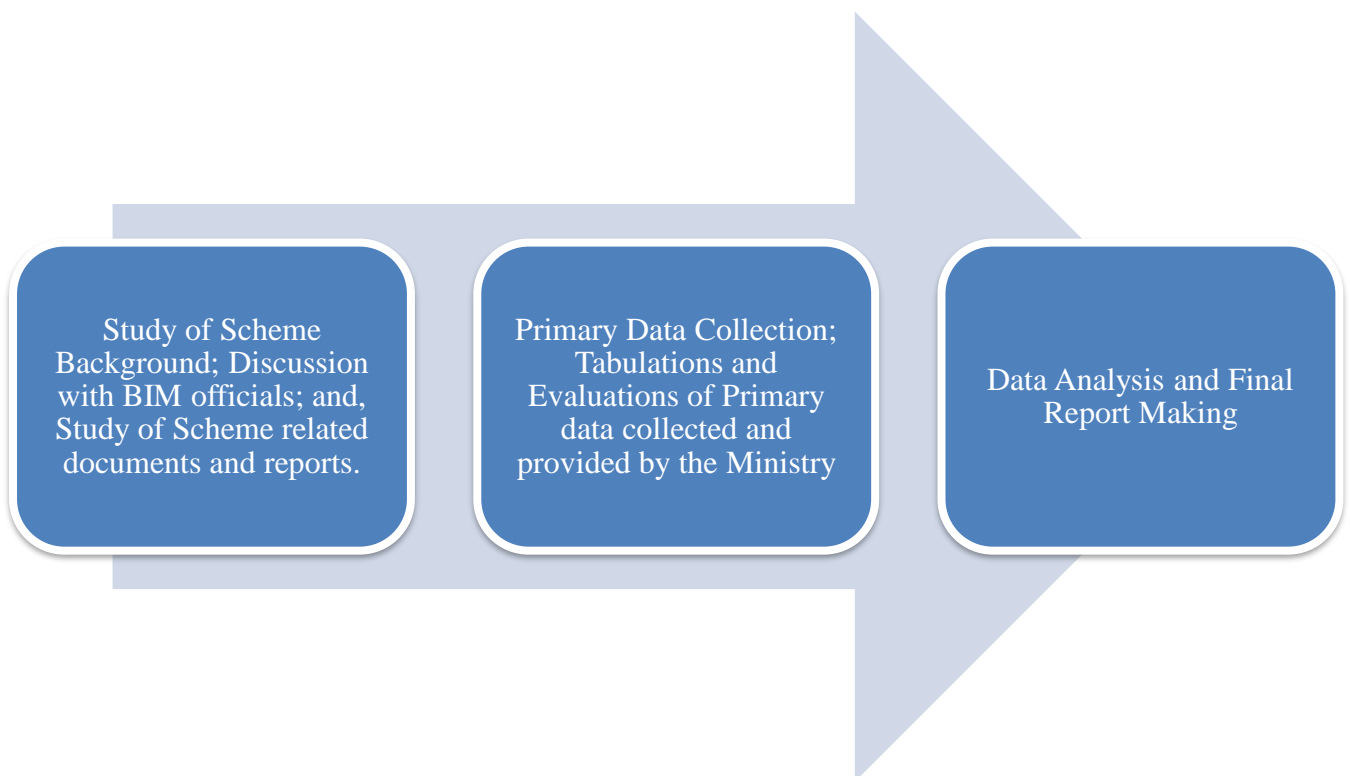 Study of Scheme
Background; Discussion
with BIM officials; and,
Study of Scheme related
documents and reports.
Primary Data Collection;
Tabulations and
Evaluations of Primary
data collected and
provided by the Ministry
Data Analysis and Final
Report Making